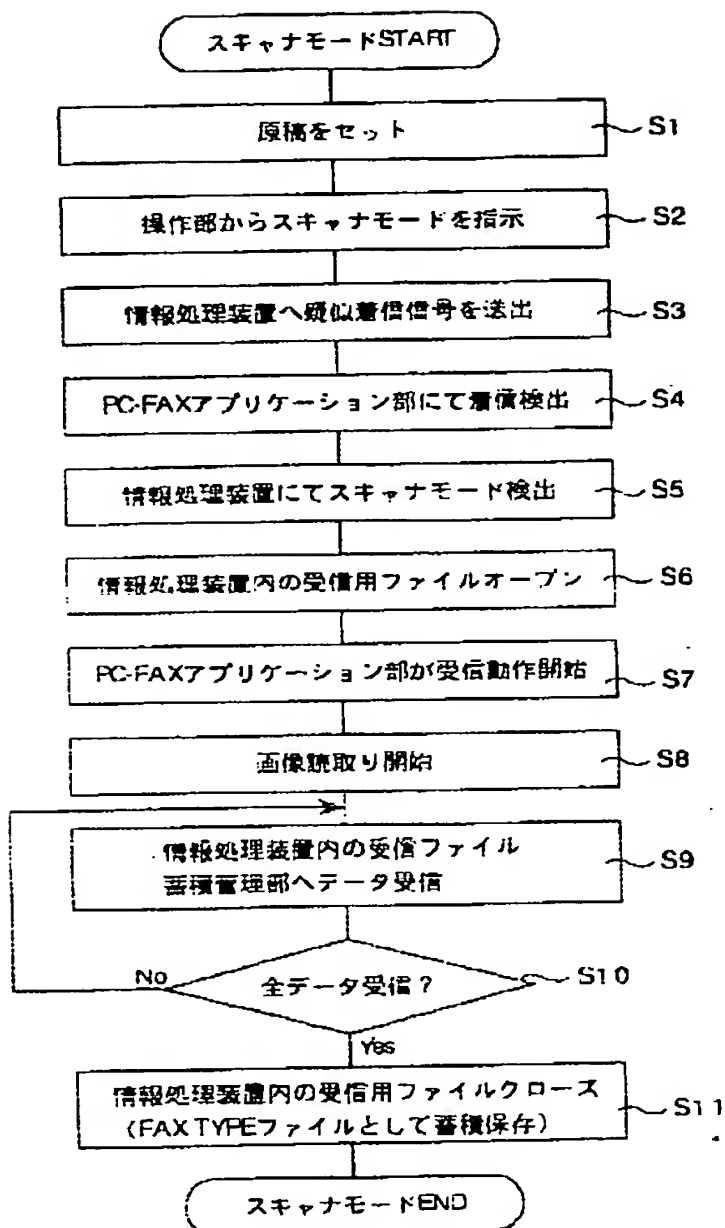 スキャナモードSTART
原稿をセット
S1
操作部からスキャナモードを指示
S2
情報処理装置へ疑似着信信号を送出
S3
PC-FAXアプリケーション部にて着信検出
S4
情報処理装置にてスキャナモード検出
S5
情報処理装置内の受信用ファイルオープン
S6
PC-FAXアプリケーション部が受信動作開始
S7
画像読取り開始
S8
情報処理装置内の受信ファイル
蓄積管理部へデータ受信
S9
No
全データ受信?
S10
Yes
情報処理装置内の受信用ファイルクローズ
(FAX TYPEファイルとして蓄積保存)
S11
スキャナモードEND